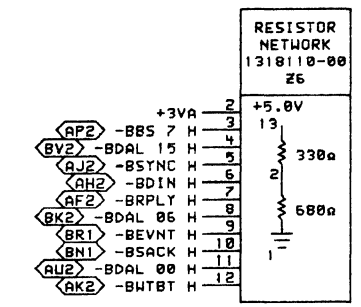 RESISTOR
NETWORK
1318110-00
Z6
+5.0V
+3VA 2
AP2 -BBS 7 H 3
BV2 -BDAL 15 H 4
AJ2 -BSYNC H 5
AH2 -BDIN H 6
AF2 -BRPLY H 7
BK2 -BDAL 06 H 8
BR1 -BEVNT H 9
BN1 -BSACK H 10
AU2 -BDAL 00 H 11
AK2 -BWTBT H 12
13
330Ω
2
680Ω
1